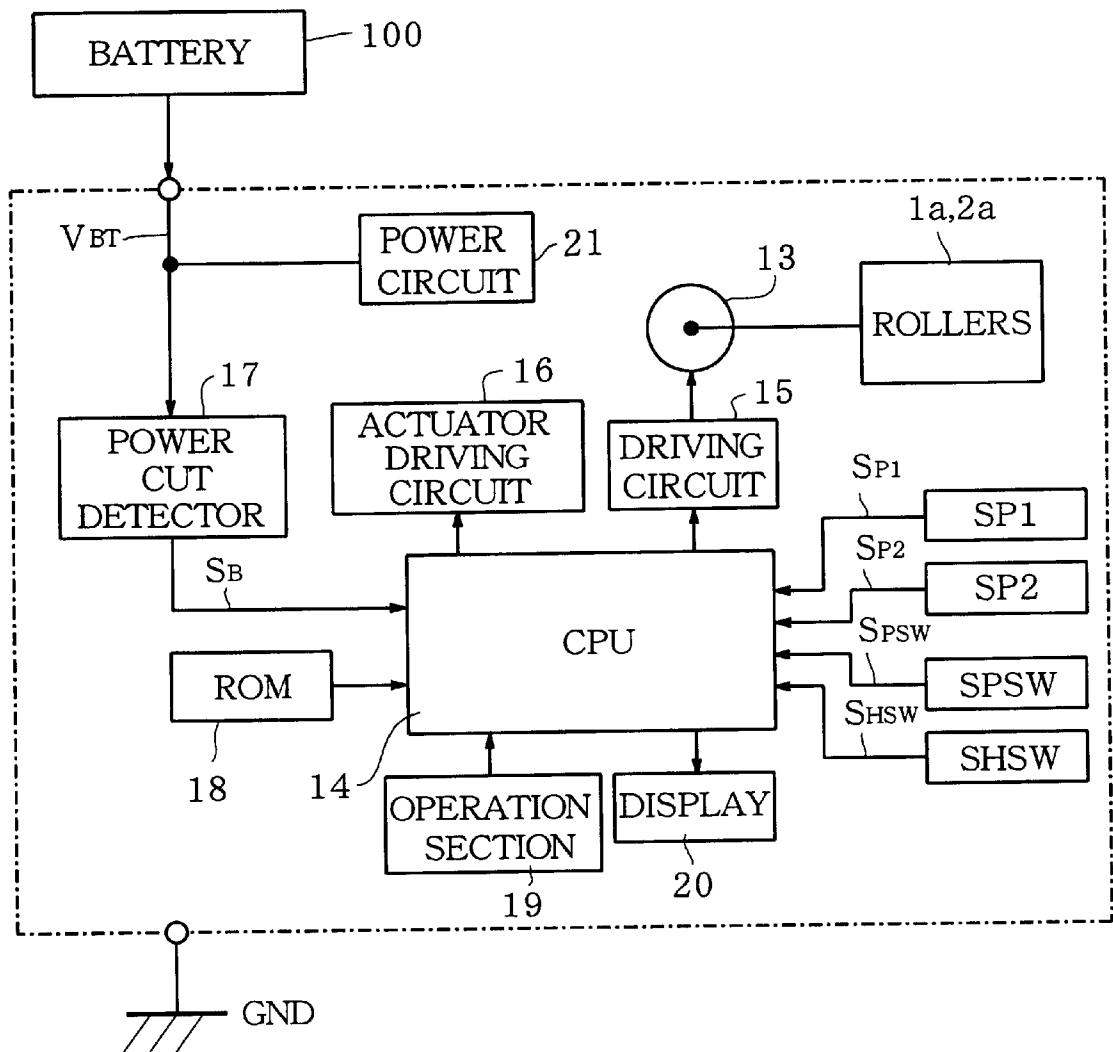 BATTERY
100
VBT
POWER
CIRCUIT
21
1a,2a
13
ROLLERS
17
16
15
POWER
CUT
DETECTOR
ACTUATOR
DRIVING
CIRCUIT
DRIVING
CIRCUIT
SP1
SP1
SP2
SP2
SB
CPU
SPSW
SPSW
ROM
SHSW
SHSW
18
14
OPERATION
SECTION
DISPLAY
19
20
GND